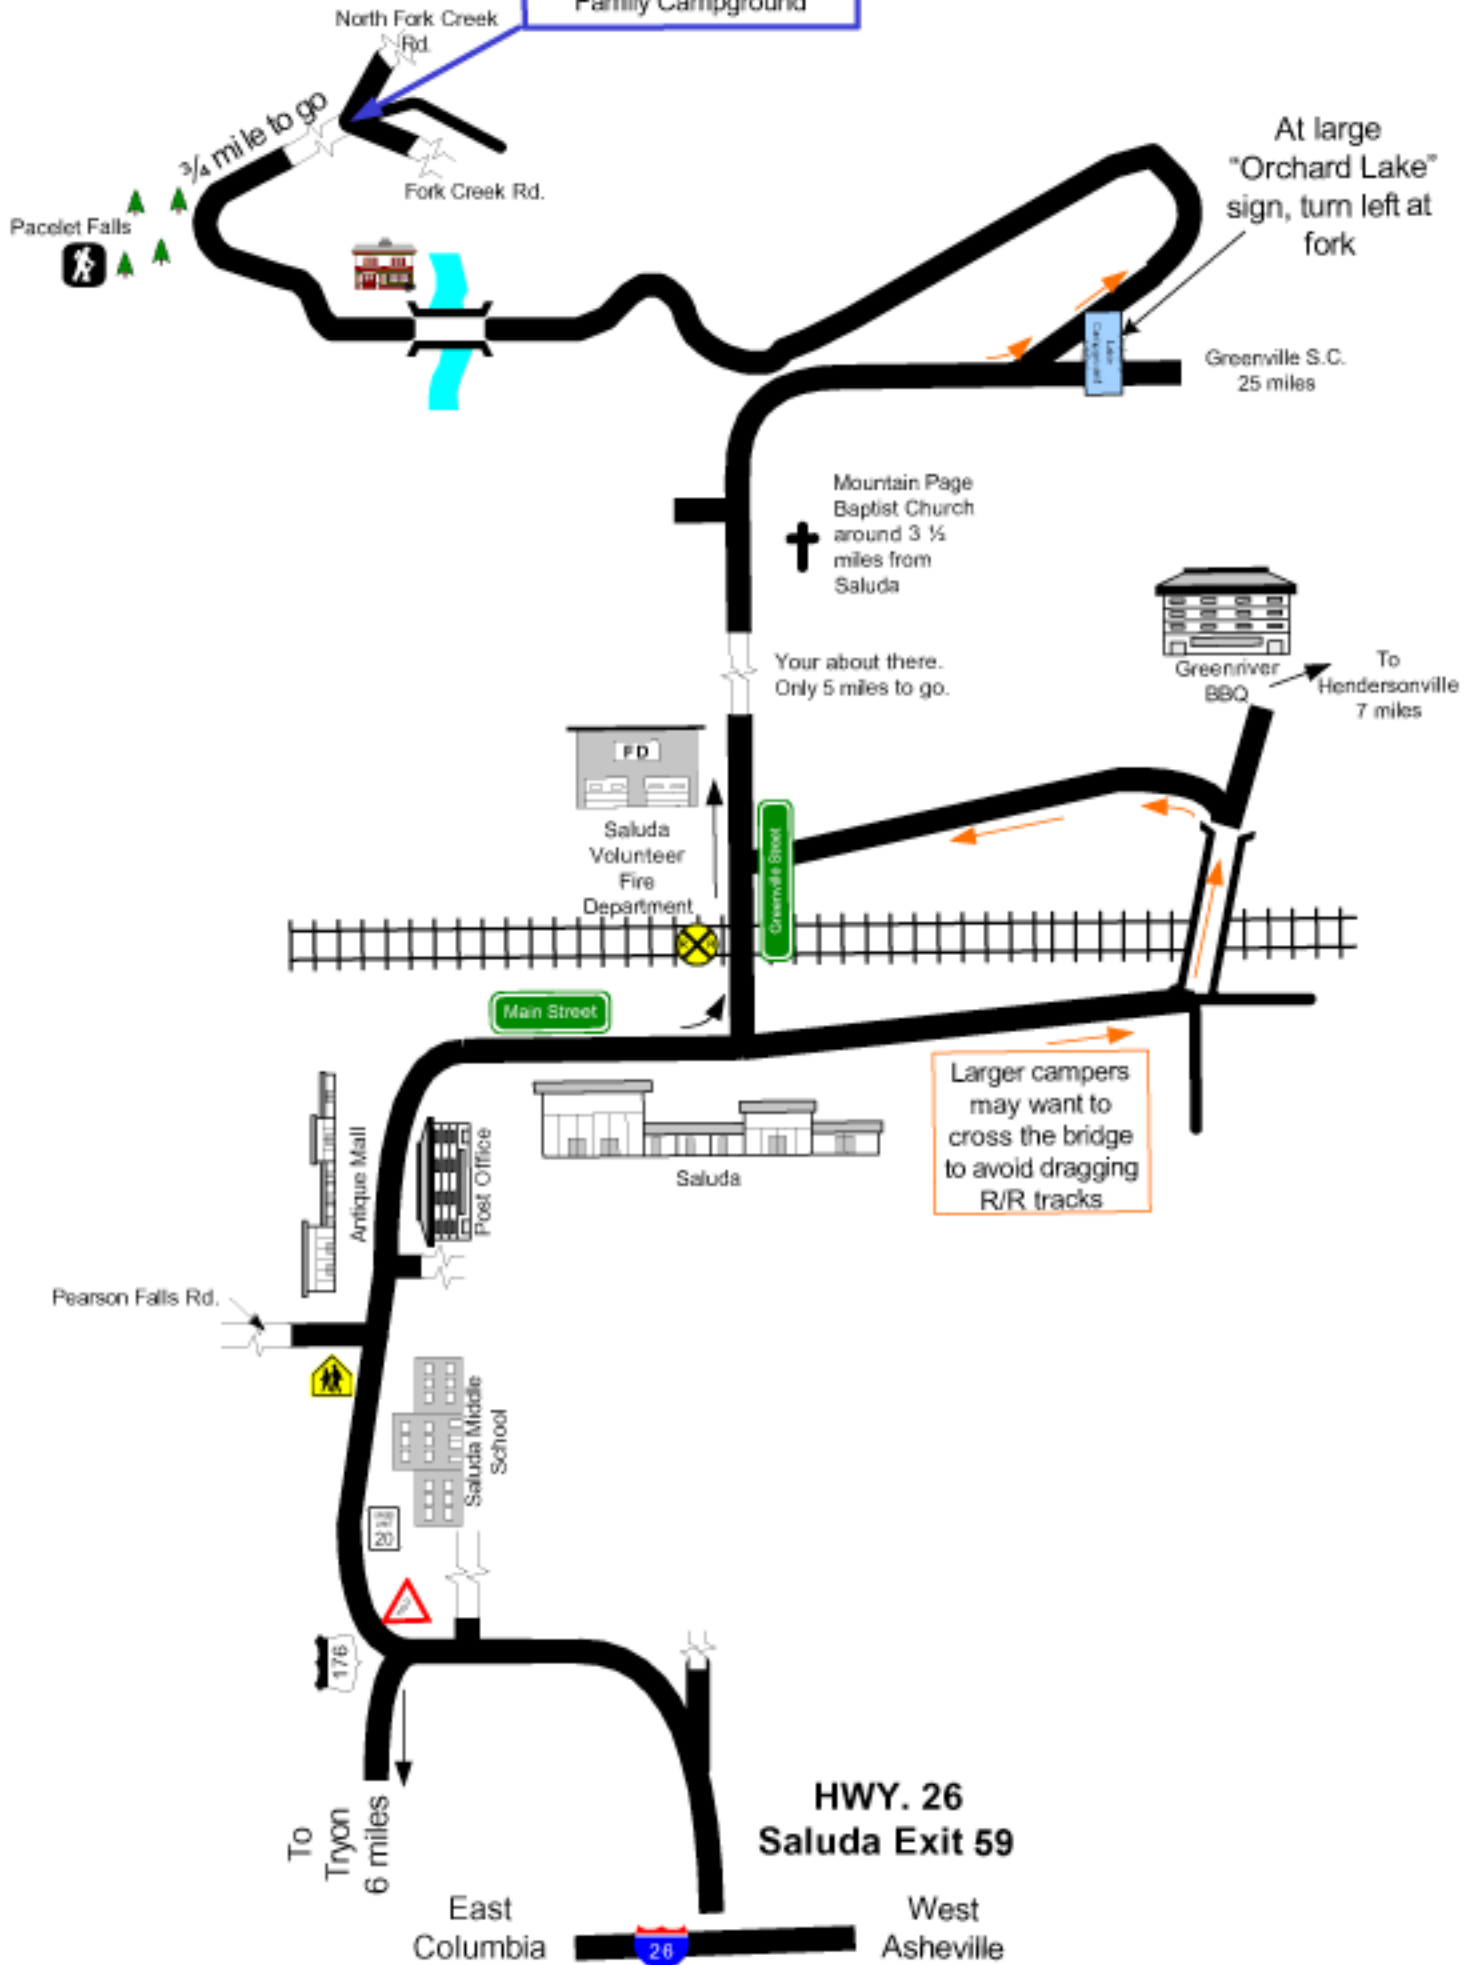 Family Campground
North Fork Creek
Rd.
¾ mile to go
Fork Creek Rd.
Pacelet Falls
At large
"Orchard Lake"
sign, turn left at
fork
Lake
Campground
Greenville S.C.
25 miles
Mountain Page
Baptist Church
around 3 ½
miles from
Saluda
Your about there.
Only 5 miles to go.
Greenriver
BBQ
To
Hendersonville
7 miles
FD
Saluda
Volunteer
Fire
Department
Greenville Street
R R
Main Street
Larger campers
may want to
cross the bridge
to avoid dragging
R/R tracks
Saluda
Antique Mall
Post Office
Pearson Falls Rd.
Saluda Middle
School
20
176
To
Tryon
6 miles
HWY. 26
Saluda Exit 59
East
Columbia
26
West
Asheville